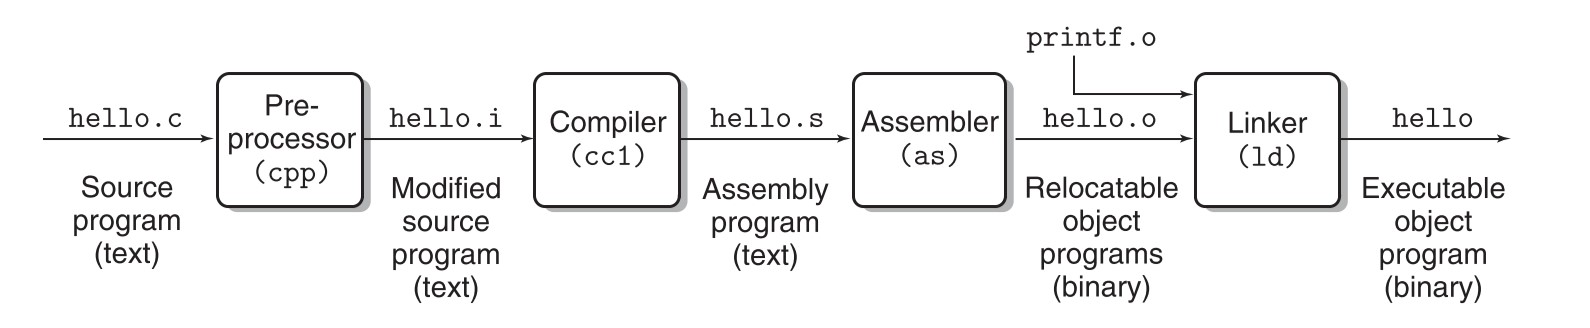 printf.o
hello.c
Pre-
processor
(cpp)
hello.i
Compiler
(cc1)
hello.s
Assembler
(as)
hello.o
Linker
(ld)
hello
Source
program
(text)
Modified
source
program
(text)
Assembly
program
(text)
Relocatable
object
programs
(binary)
Executable
object
program
(binary)